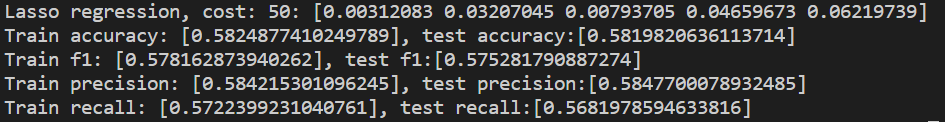 Lasso regression, cost: 50: [0.00312083 0.03207045 0.00793705 0.04659673 0.06219739]
Train accuracy: [0.5824877410249789], test accuracy:[0.5819820636113714]
Train f1: [0.578162873940262], test f1:[0.575281790887274]
Train precision: [0.584215301096245], test precision:[0.5847700078932485]
Train recall: [0.5722399231040761], test recall:[0.5681978594633816]